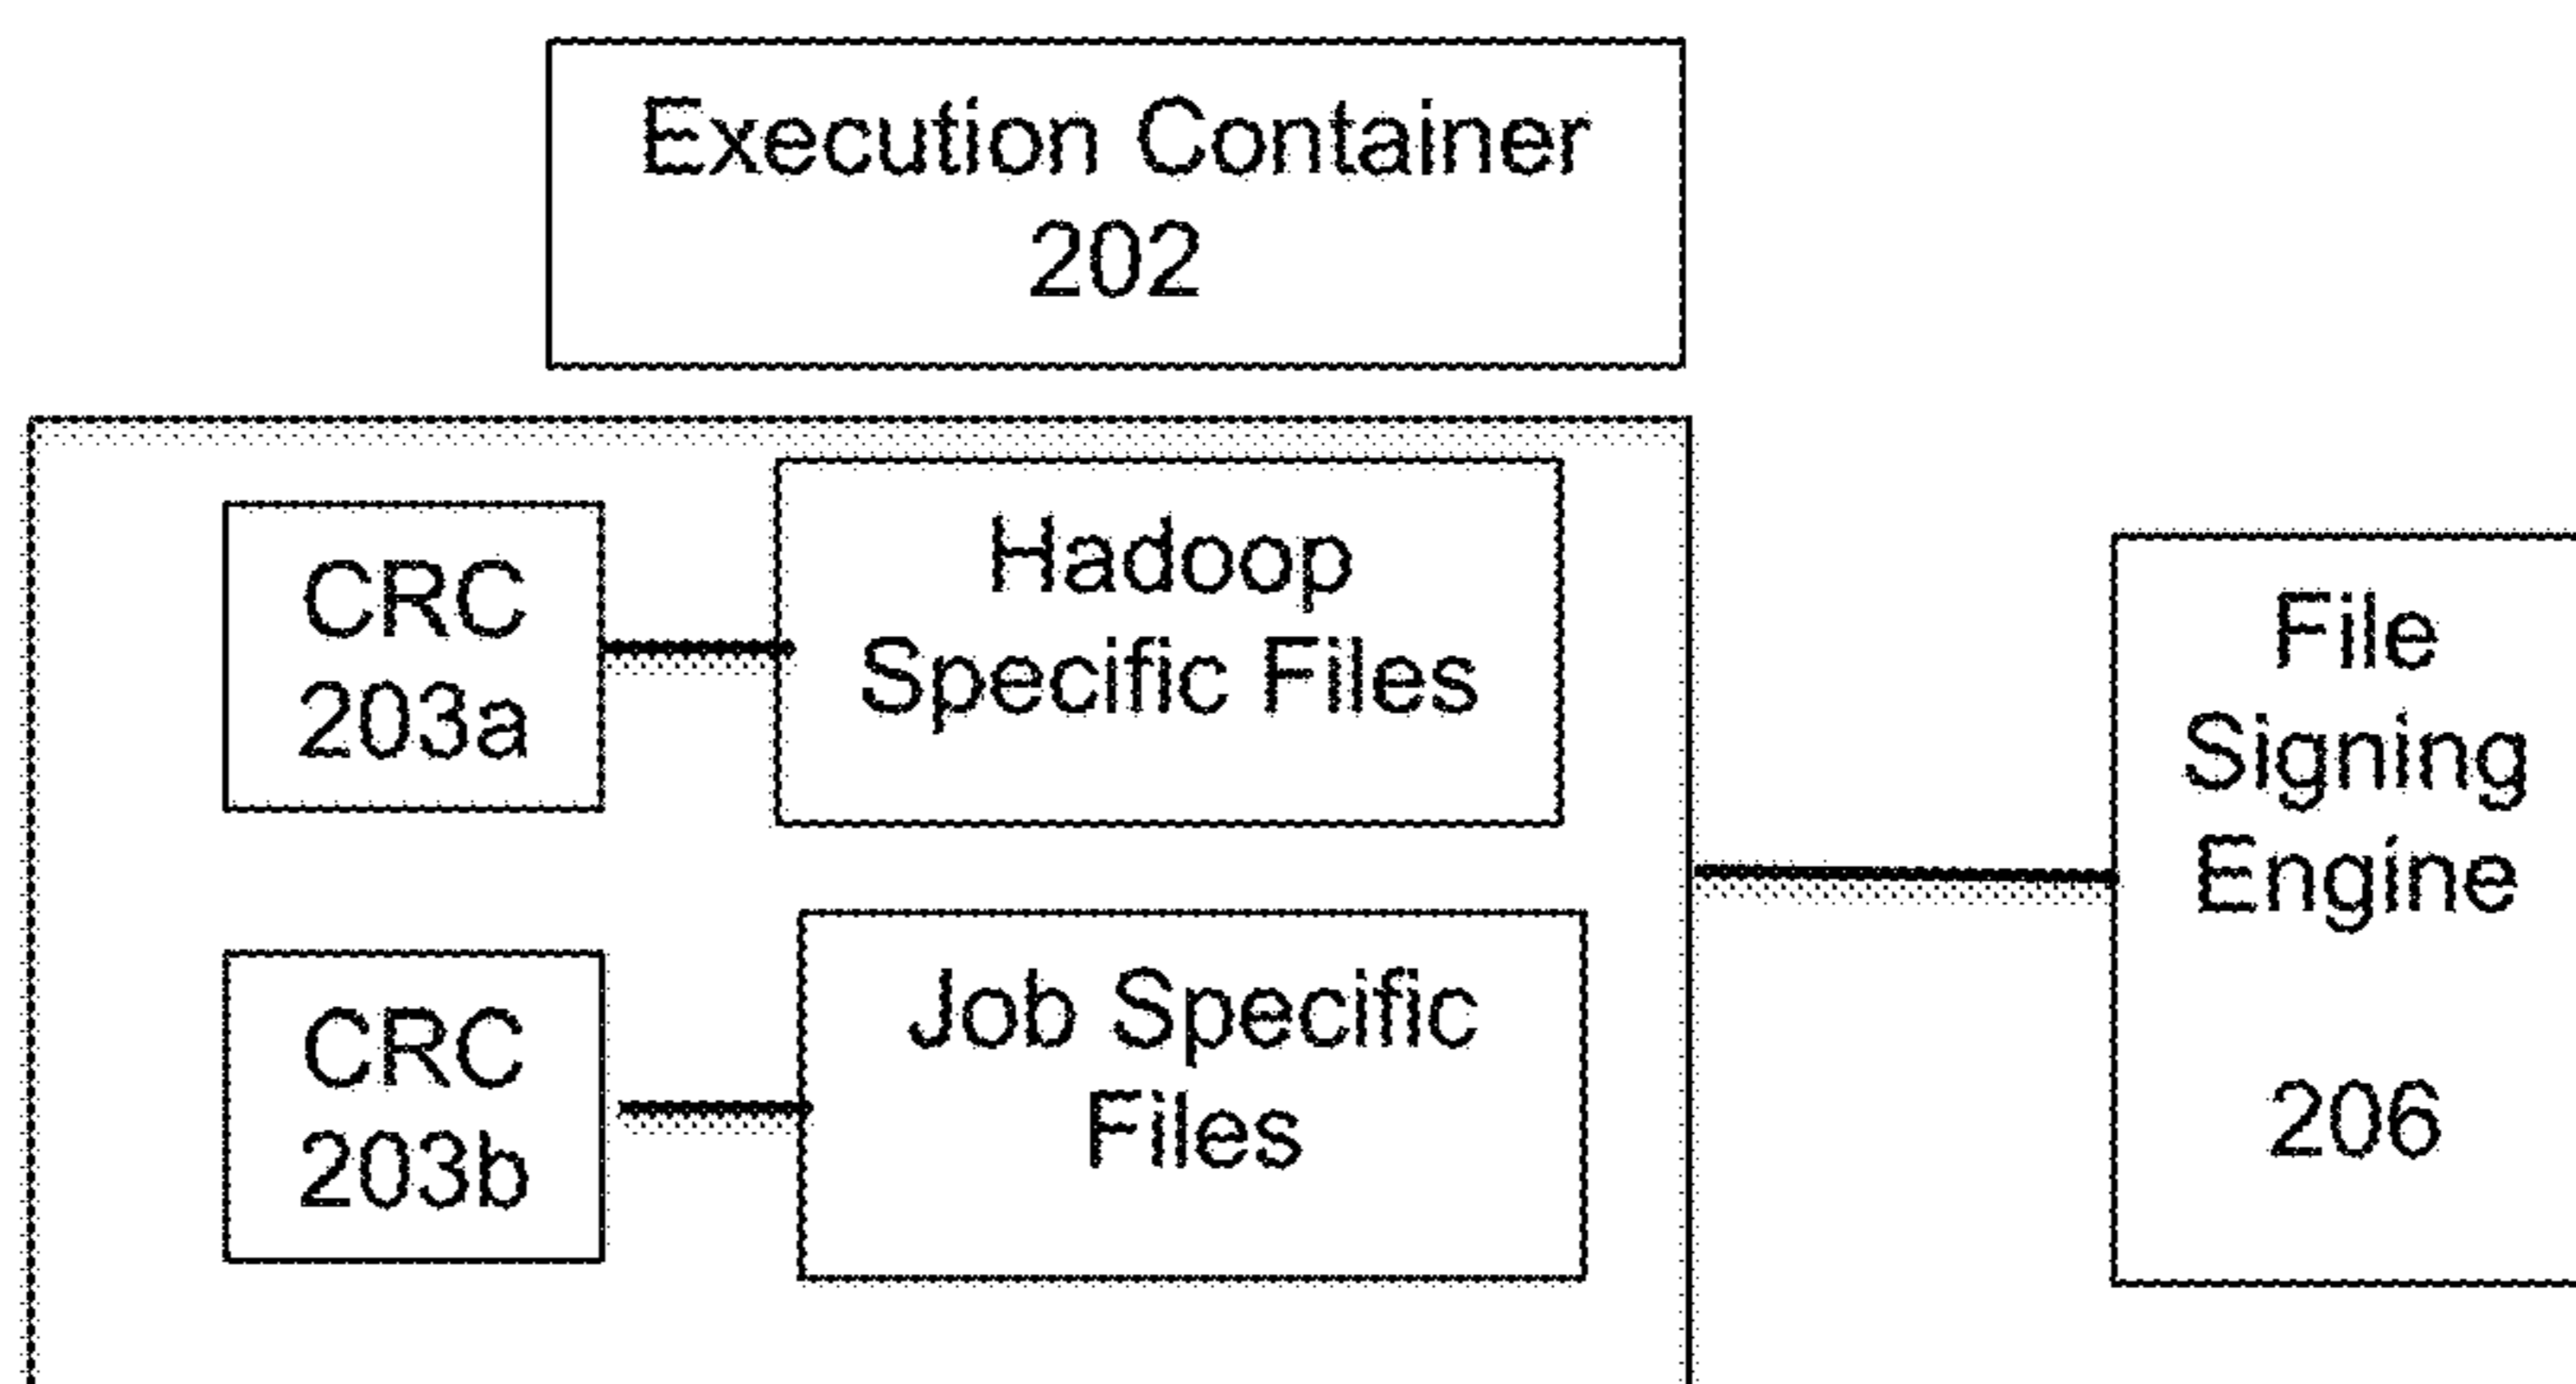 Execution Container
202
CRC
203a
Hadoop
Specific Files
CRC
203b
Job Specific
Files
File
Signing
Engine
206